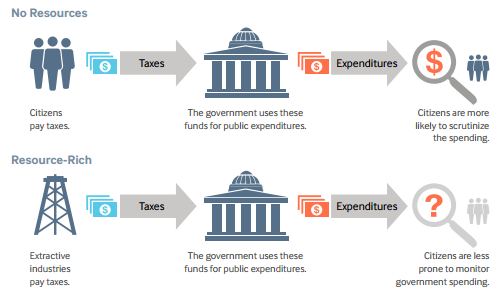 No Resources
$
Taxes
$
Expenditures
$
Citizens
pay taxes.
The government uses these
funds for public expenditures.
Citizens are more
likely to scrutinize
the spending.
Resource-Rich
$
Taxes
$
Expenditures
?
Extractive
industries
pay taxes.
The government uses these
funds for public expenditures.
Citizens are less
prone to monitor
government spending.